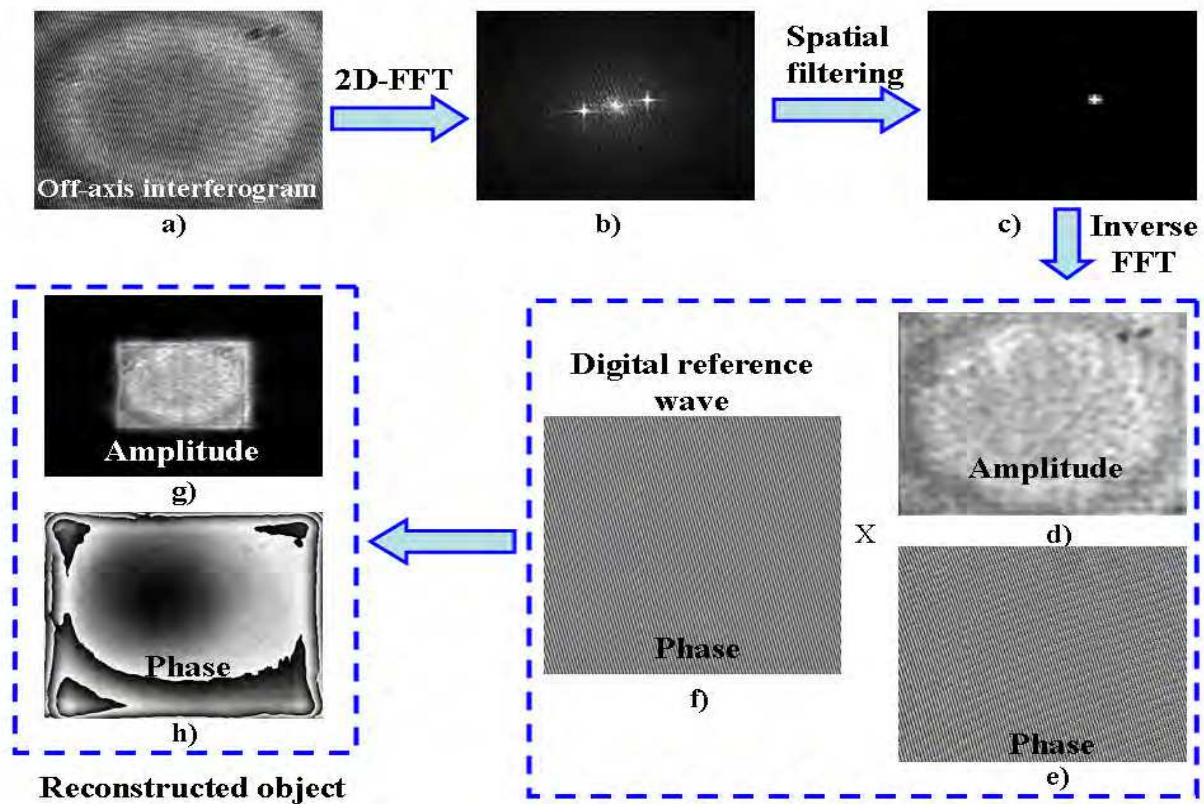 2D-FFT
Spatial
filtering
Off-axis interferogram
a)
b)
c)
Inverse
FFT
Digital reference
wave
Amplitude
d)
X
Phase
e)
Phase
f)
Amplitude
g)
Phase
h)
Reconstructed object